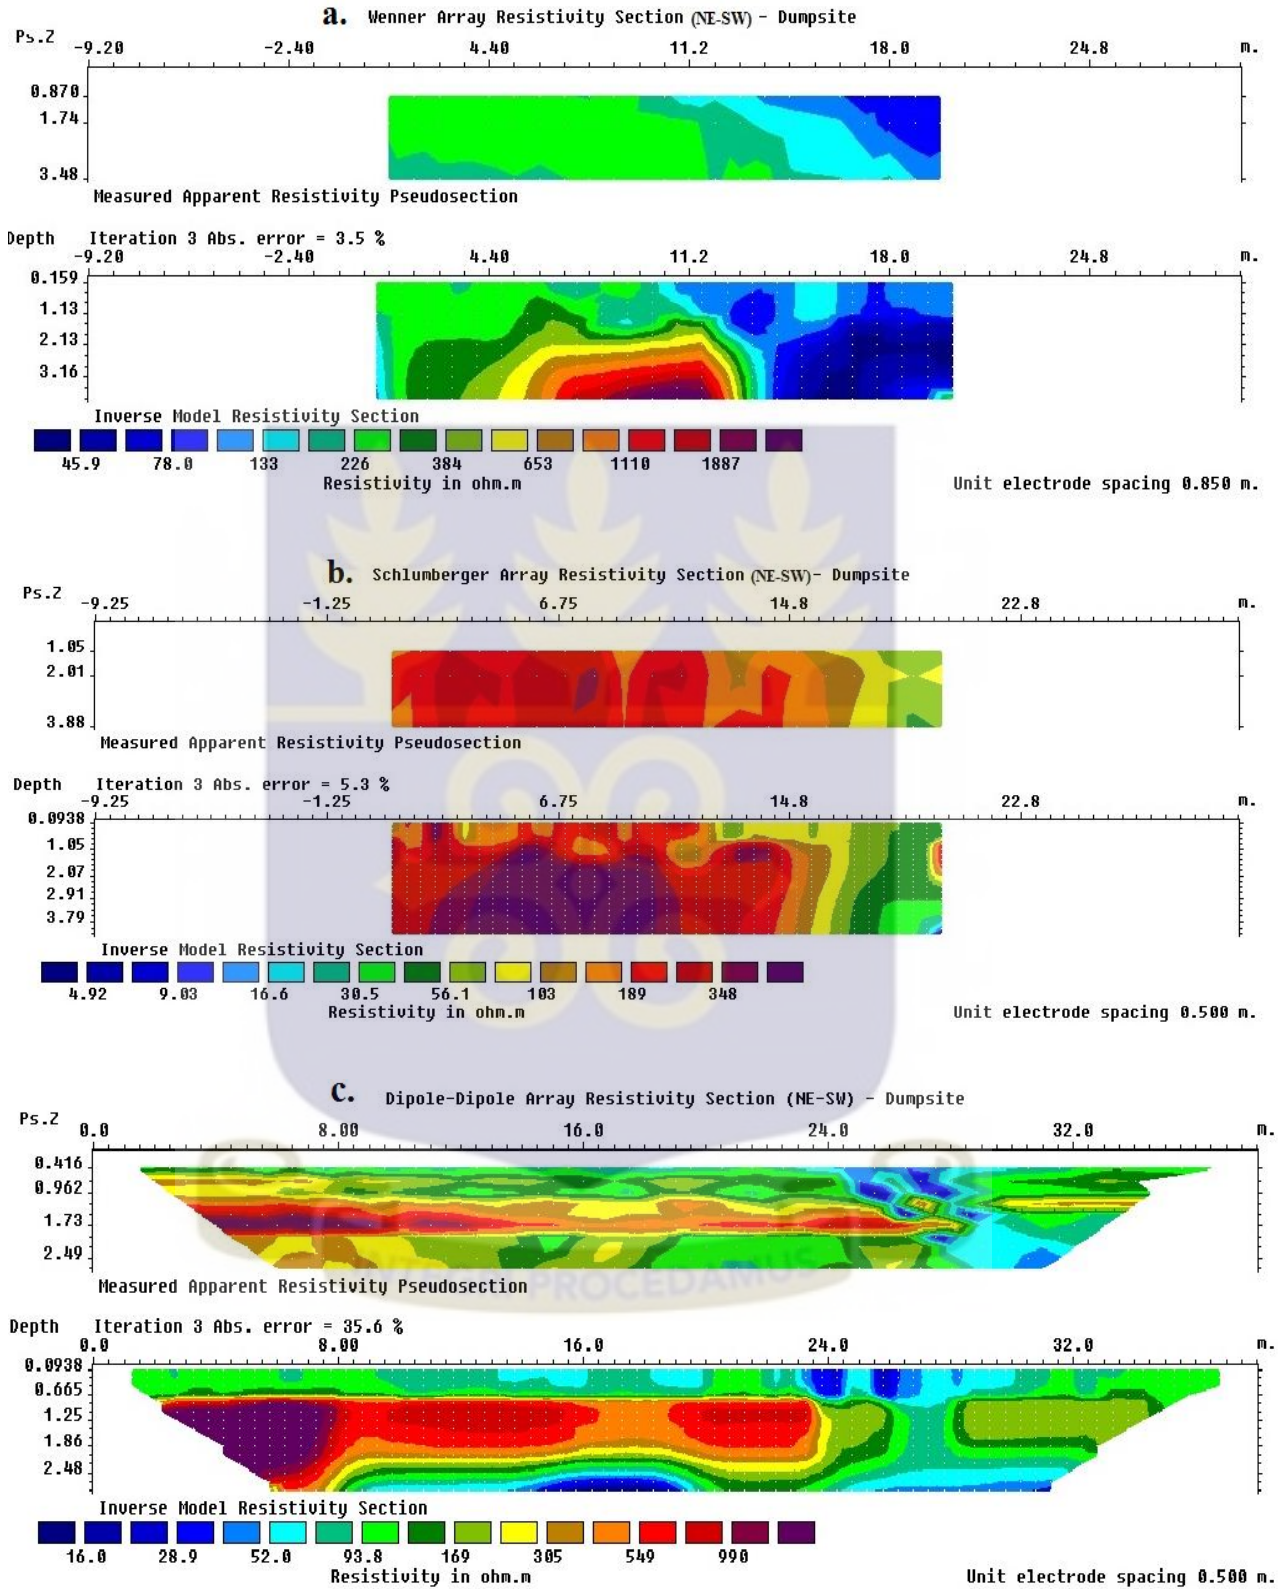 a. Wenner Array Resistivity Section (NE-SW) - Dumpsite
Ps.Z
-9.20 -2.40 4.40 11.2 18.0 24.8 m.
0.870
1.74
3.48
Measured Apparent Resistivity Pseudosection
Depth Iteration 3 Abs. error = 3.5 %
-9.20 -2.40 4.40 11.2 18.0 24.8 m.
0.159
1.13
2.13
3.16
Inverse Model Resistivity Section
45.9 78.0 133 226 384 653 1110 1887
Resistivity in ohm.m Unit electrode spacing 0.850 m.
b. Schlumberger Array Resistivity Section (NE-SW)- Dumpsite
Ps.Z
-9.25 -1.25 6.75 14.8 22.8 m.
1.05
2.01
3.88
Measured Apparent Resistivity Pseudosection
Depth Iteration 3 Abs. error = 5.3 %
-9.25 -1.25 6.75 14.8 22.8 m.
0.0938
1.05
2.07
2.91
3.79
Inverse Model Resistivity Section
4.92 9.03 16.6 30.5 56.1 103 189 348
Resistivity in ohm.m Unit electrode spacing 0.500 m.
c. Dipole-Dipole Array Resistivity Section (NE-SW) - Dumpsite
Ps.Z
0.0 8.00 16.0 24.0 32.0 m.
0.416
0.962
1.73
2.49
INTEGRI PROCEDAMUS
Measured Apparent Resistivity Pseudosection
Depth Iteration 3 Abs. error = 35.6 %
0.0 8.00 16.0 24.0 32.0 m.
0.0938
0.665
1.25
1.86
2.48
Inverse Model Resistivity Section
16.0 28.9 52.0 93.8 169 305 549 990
Resistivity in ohm.m Unit electrode spacing 0.500 m.